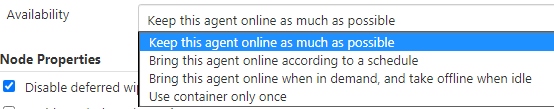 Availability
Keep this agent online as much as possible
Keep this agent online as much as possible
Bring this agent online according to a schedule
Node Properties
Bring this agent online when in demand, and take offline when idle
Disable deferred
Use container only once